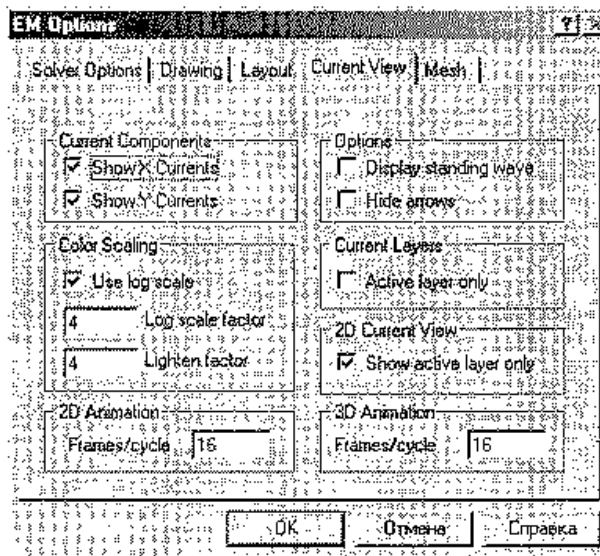 EM Options
Solver Options Drawing Layout Current View Mesh
Current Components
Show X Currents
Show Y Currents
Options
Display standing wave
Hide arrows
Color Scaling
Use log scale
4 Log scale factor
4 Lighten factor
Current Layers
Active layer only
2D Current View
Show active layer only
2D Animation
Frames/cycle 16
3D Animation
Frames/cycle 16
OK Отмена Справка